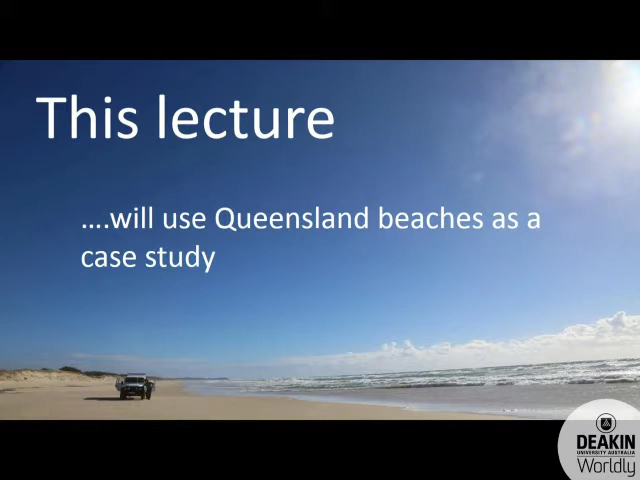 This lecture
....will use Queensland beaches as a
case study
DEAKIN
UNIVERSITY AUSTRALIA
Worldly